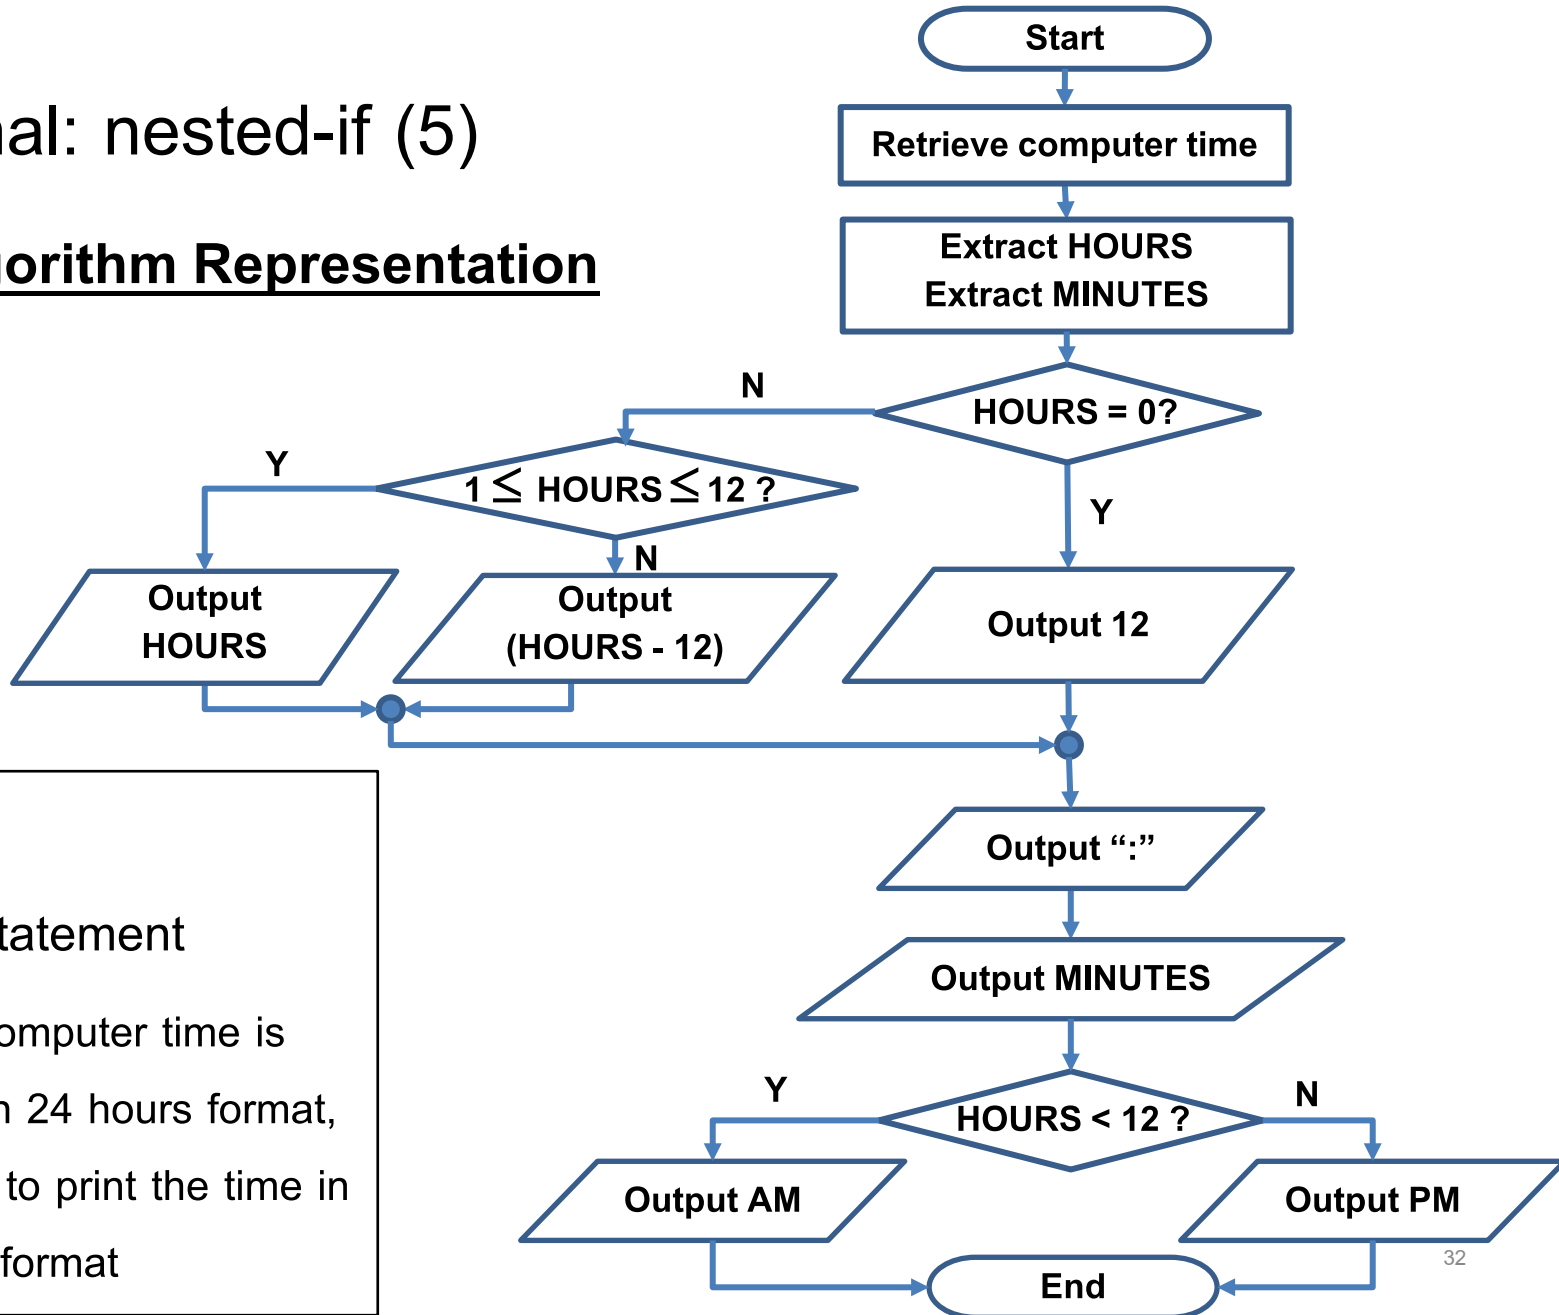 nal: nested-if (5)
gorithm Representation
Start
Retrieve computer time
Extract HOURS
Extract MINUTES
HOURS = 0?
N
Y
1 ≤ HOURS ≤ 12 ?
Y
N
Output
HOURS
Output
(HOURS - 12)
Output 12
Output “:”
Output MINUTES
HOURS < 12 ?
Y
N
Output AM
Output PM
End
tatement
omputer time is
n 24 hours format,
to print the time in
format
32